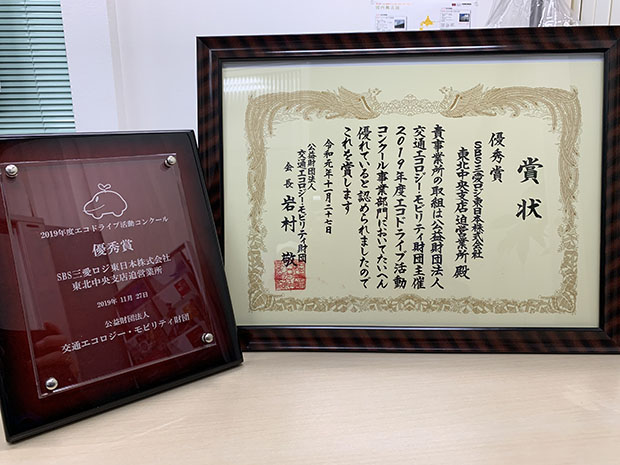 2019年度エコドライブ活動コンクール
優秀賞
SBS三愛ロジ東日本株式会社
東北中央支店迫営業所
2019年 11月 27日
公益財団法人
交通エコロジー・モビリティ財団
賞状
優秀賞
SBS三愛ロジ東日本株式会社
東北中央支店迫営業所 殿
貴事業所の取組は公益財団法人
交通エコロジー・モビリティ財団主催
2019年度エコドライブ活動
コンクール事業部門においてたいへん
優れていると認められましたので
これを賞します
令和元年十一月二十七日
公益財団法人
交通エコロジー・モビリティ財団
会長 岩村 敬